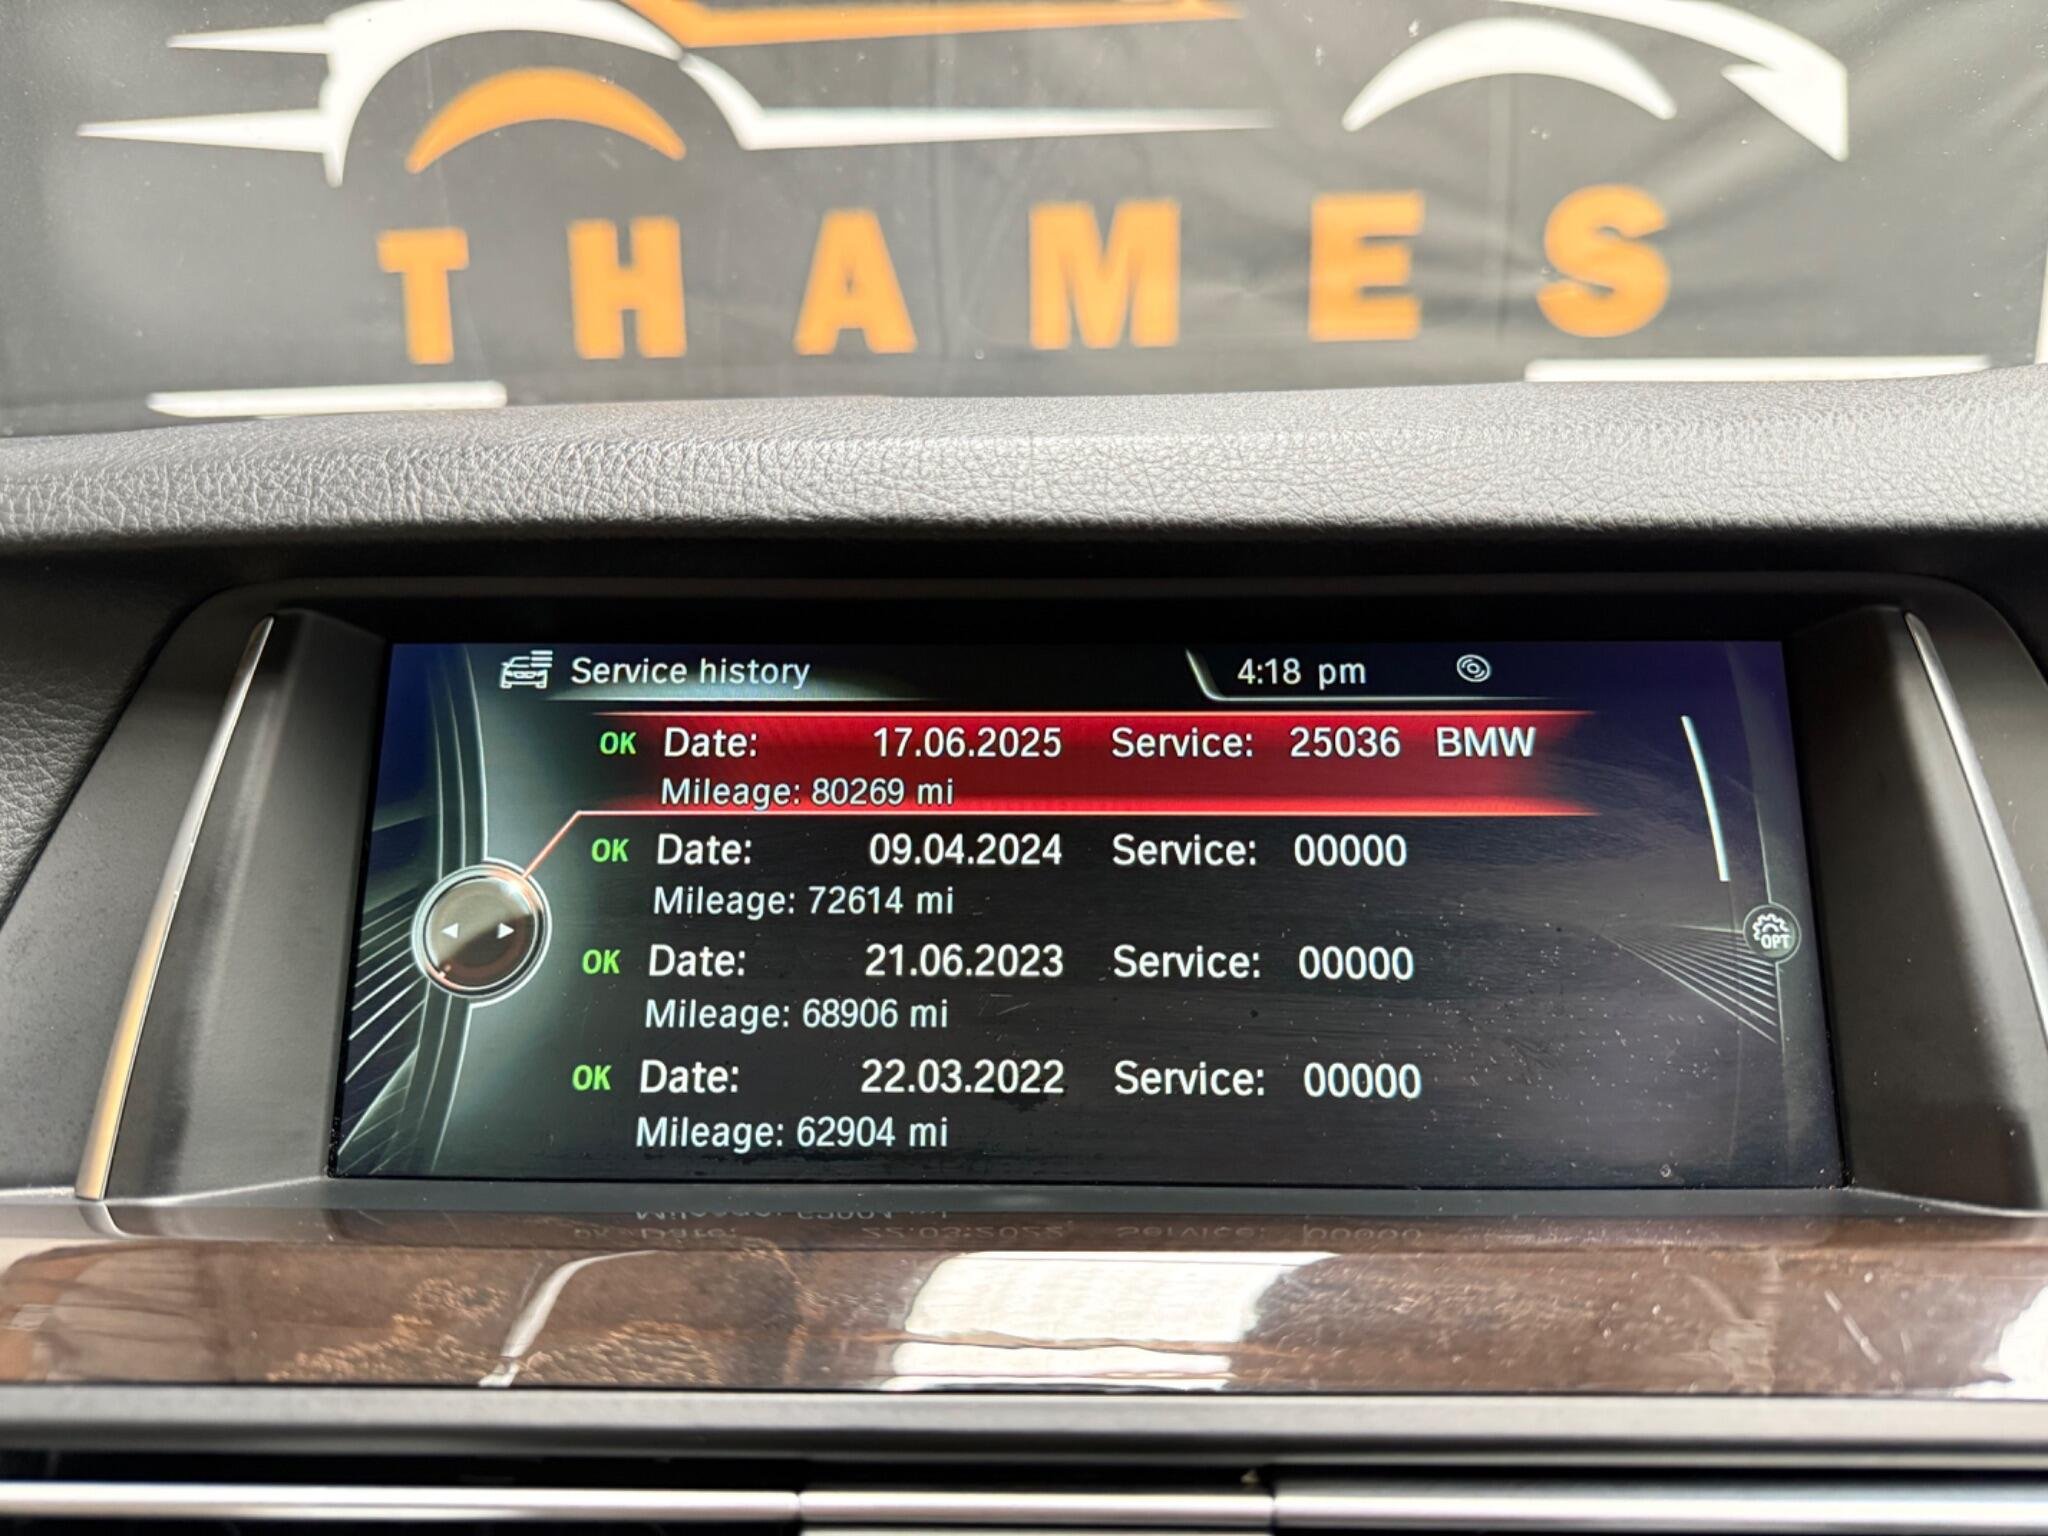 THAMES
Service history 4:18 pm
OK Date: 17.06.2025 Service: 25036 BMW
Mileage: 80269 mi
OK Date: 09.04.2024 Service: 00000
Mileage: 72614 mi
OK Date: 21.06.2023 Service: 00000
Mileage: 68906 mi
OPT
OK Date: 22.03.2022 Service: 00000
Mileage: 62904 mi